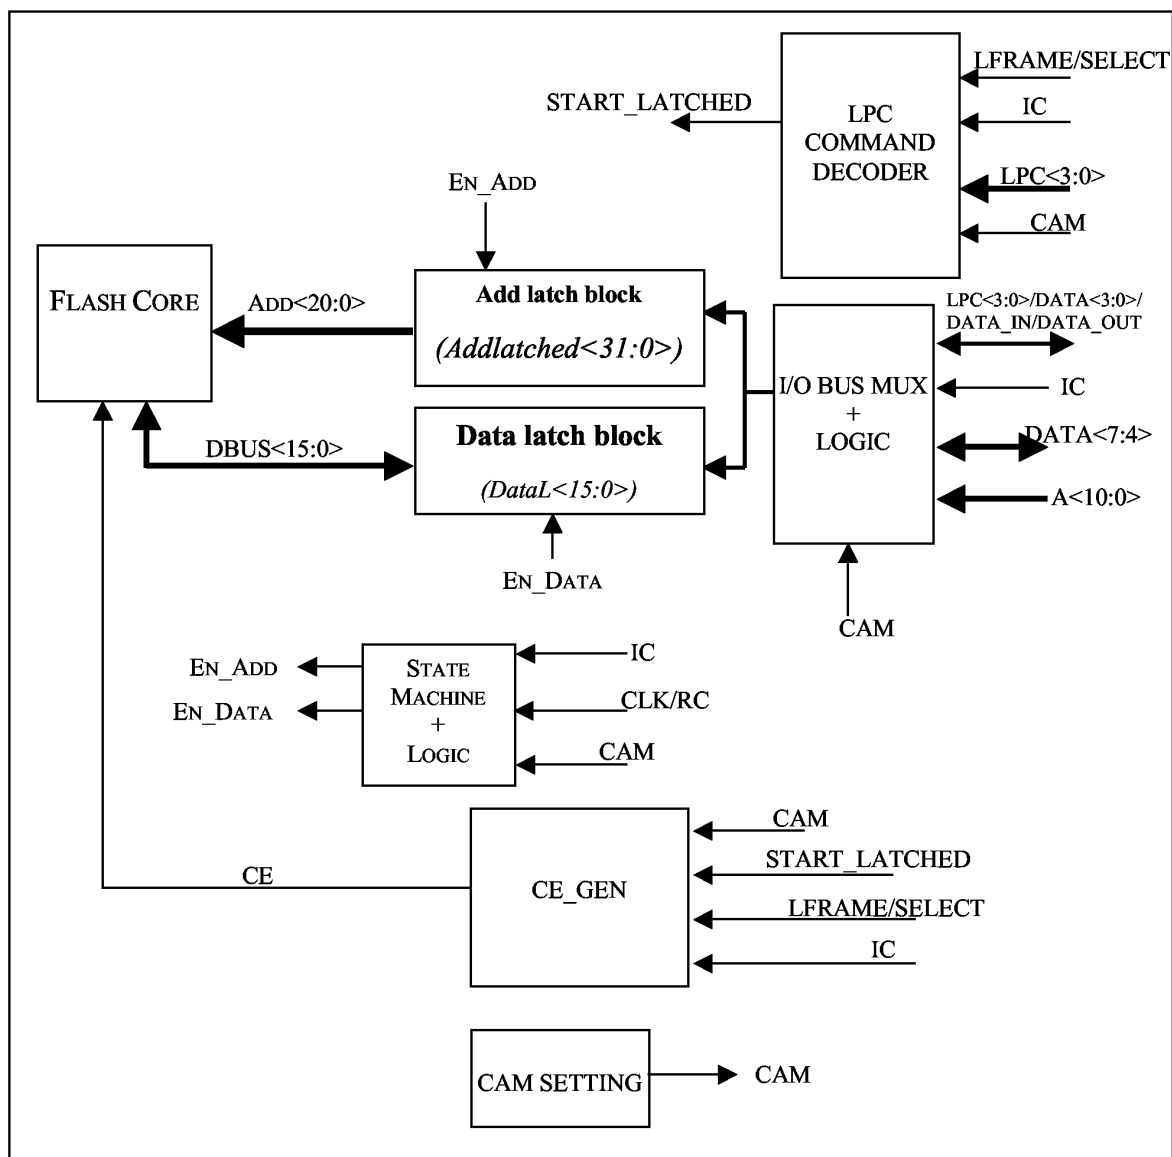 LFRAME/SELECT
START_LATCHED
IC
LPC
COMMAND
DECODER
LPC<3:0>
CAM
EN_ADD
FLASH CORE
ADD<20:0>
Add latch block
(Addlatched<31:0>)
LPC<3:0>/DATA<3:0>/
DATA_IN/DATA_OUT
I/O BUS MUX
+
LOGIC
IC
DATA<7:4>
A<10:0>
DBUS<15:0>
Data latch block
(DataL<15:0>)
EN_DATA
CAM
EN_ADD
EN_DATA
STATE
MACHINE
+
LOGIC
IC
CLK/RC
CAM
CE
CE_GEN
CAM
START_LATCHED
LFRAME/SELECT
IC
CAM SETTING
CAM